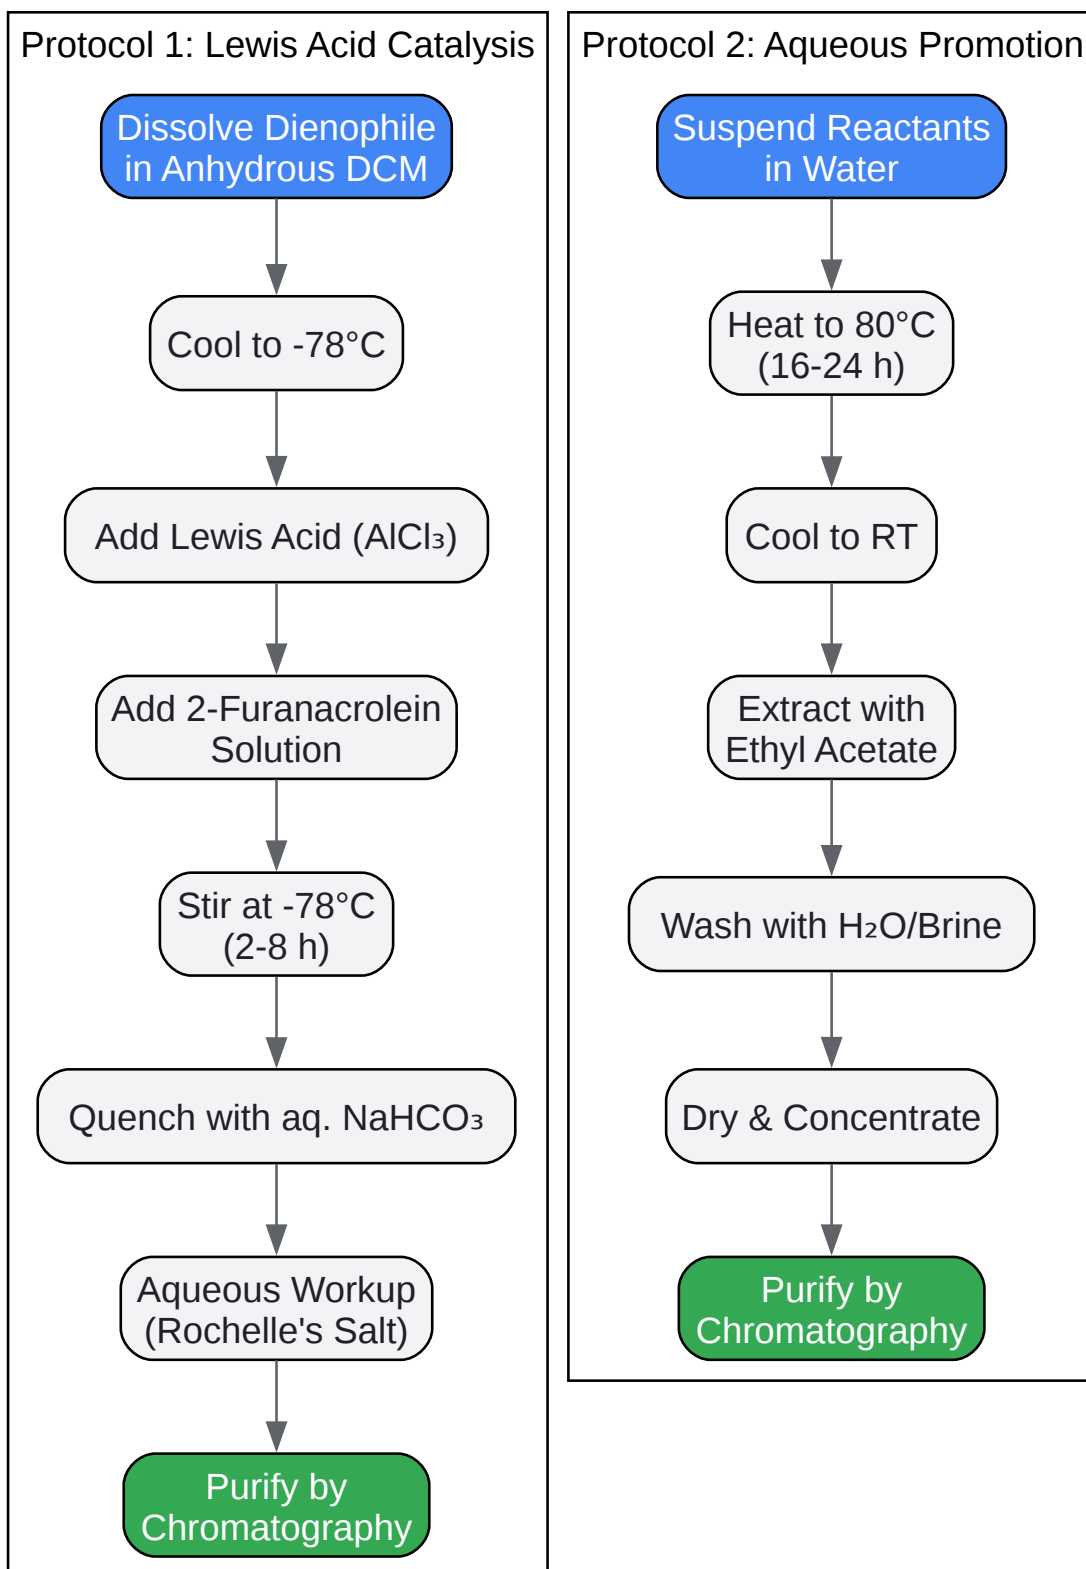 Protocol 1: Lewis Acid Catalysis
Dissolve Dienophile
in Anhydrous DCM
Cool to -78°C
Add Lewis Acid (AlCl₃)
Add 2-Furanacrolein
Solution
Stir at -78°C
(2-8 h)
Quench with aq. NaHCO₃
Aqueous Workup
(Rochelle's Salt)
Purify by
Chromatography
Protocol 2: Aqueous Promotion
Suspend Reactants
in Water
Heat to 80°C
(16-24 h)
Cool to RT
Extract with
Ethyl Acetate
Wash with H₂O/Brine
Dry & Concentrate
Purify by
Chromatography